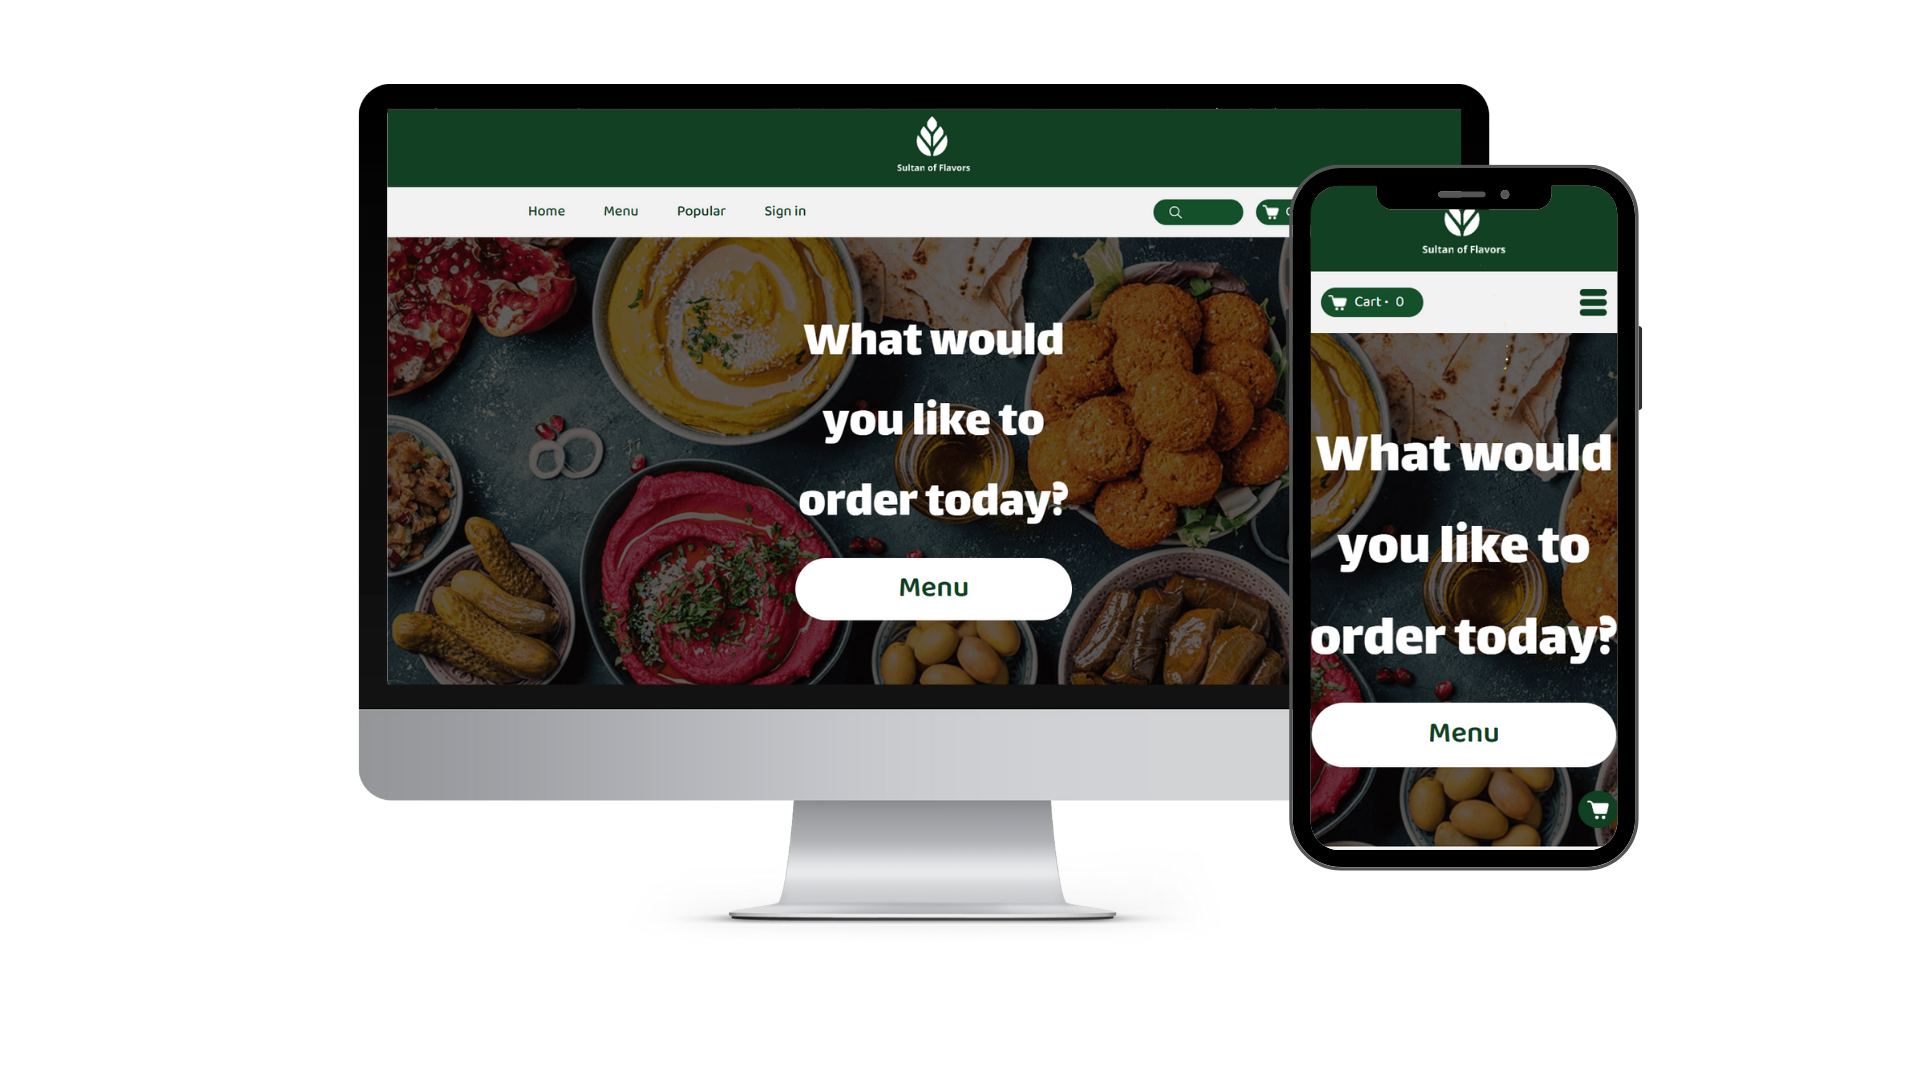 Sultan of Flavors
Home Menu Popular Sign in
What would
you like to
order today?
Menu
Sultan of Flavors
Cart • 0
What would
you like to
order today?
Menu